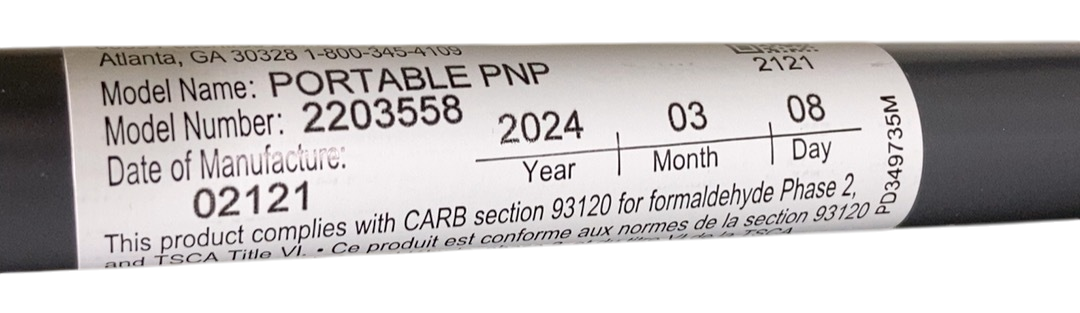 Atlanta, GA 30328 1-800-345-4109
Model Name: PORTABLE PNP
Model Number: 2203558
Date of Manufacture:
02121
2121
2024 03 08
Year Month Day
This product complies with CARB section 93120 for formaldehyde Phase 2,
and TSCA Title VI. • Ce produit est conforme aux normes de la section 93120
PD349735M